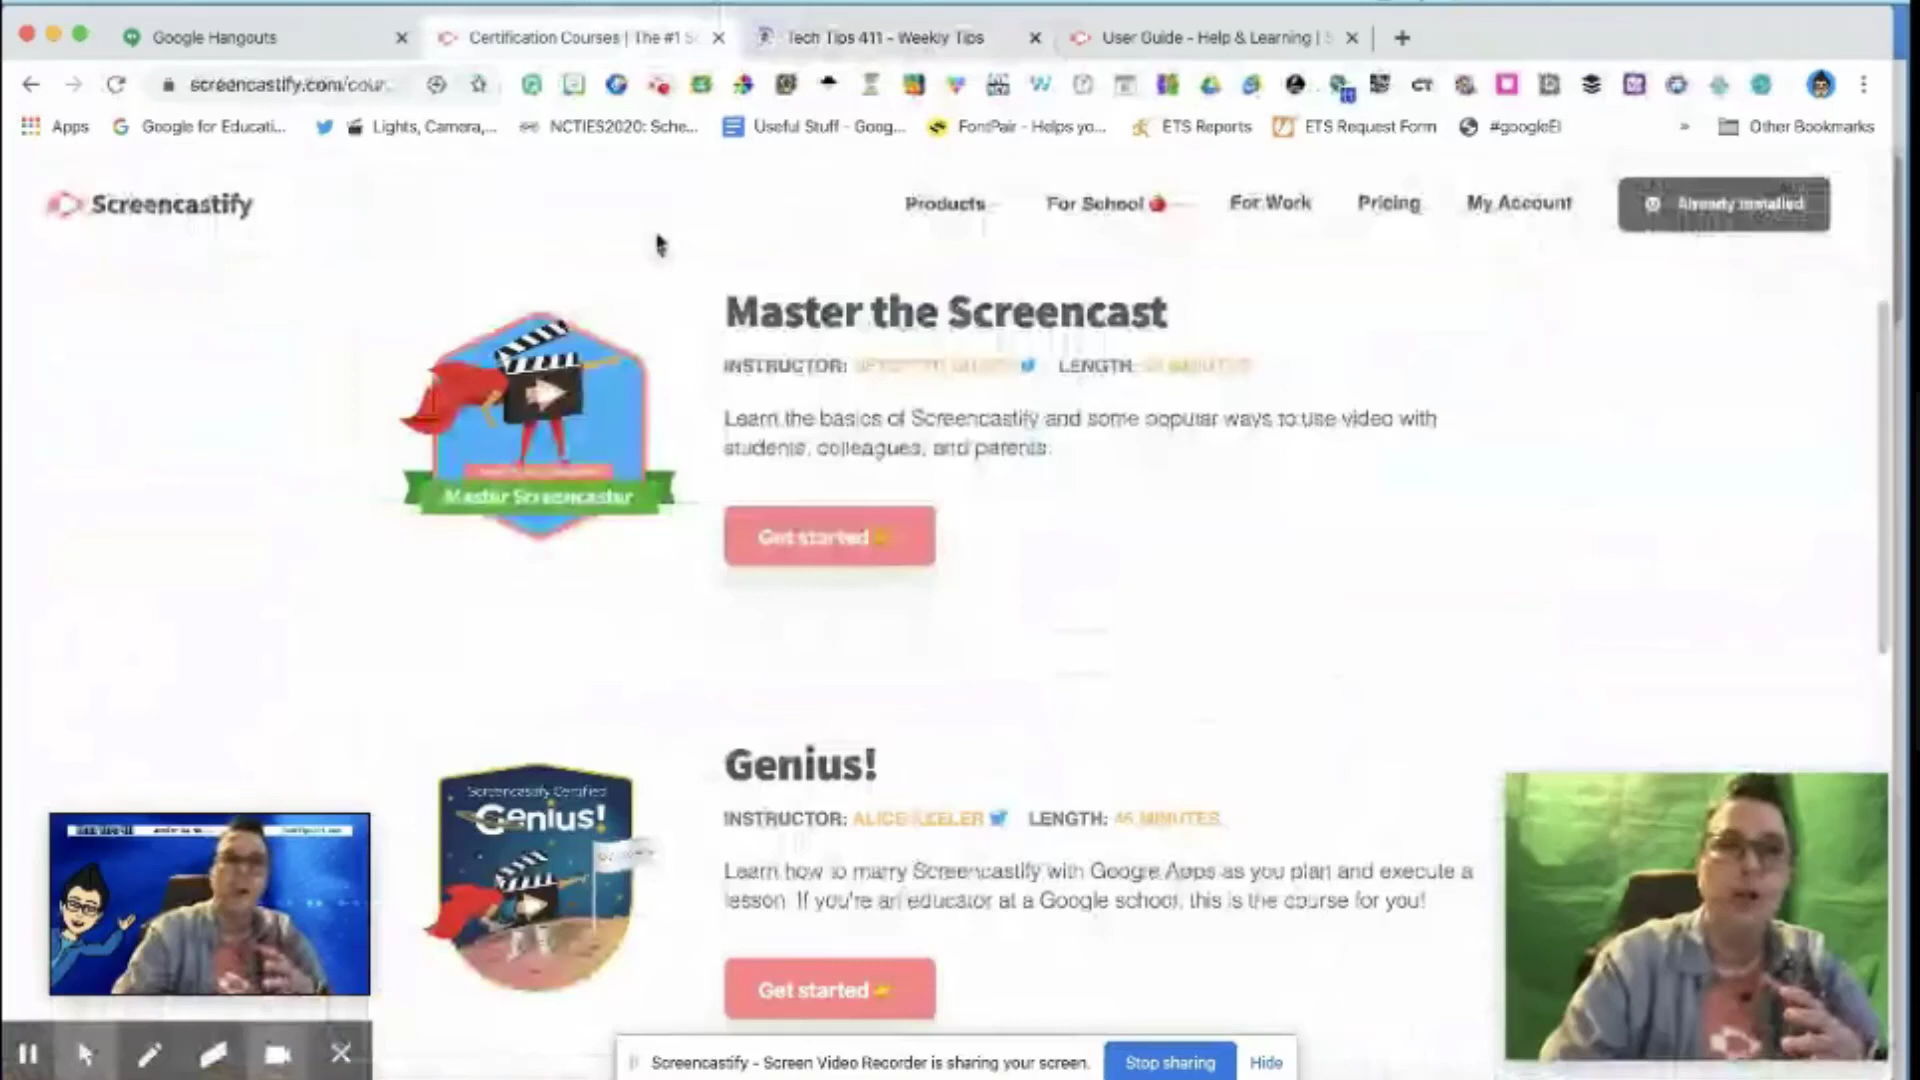 Google Hangouts
Certification Courses | The #1 S
Tech Tips 411 - Weekly Tips
User Guide - Help & Learning | S
screencastify.com/cour
Apps
Google for Educati...
Lights, Camera,...
NCTIES2020: Sche...
Useful Stuff - Goog...
FontPair - Helps yo...
ETS Reports
ETS Request Form
#googleEI
»
Other Bookmarks
Screencastify
Products
For School
For Work
Pricing
My Account
Already installed
Master the Screencast
INSTRUCTOR:
LENGTH: MINUTES
Learn the basics of Screencastify and some popular ways to use video with
students, colleagues, and parents.
Master Screencaster
Get started
Genius!
INSTRUCTOR: ALICE KEELER LENGTH: 45 MINUTES
Learn how to marry Screencastify with Google Apps as you plan and execute a
lesson. If you're an educator at a Google school, this is the course for you!
Screencastify Certified
Genius!
Get started
Screencastify - Screen Video Recorder is sharing your screen.
Stop sharing
Hide